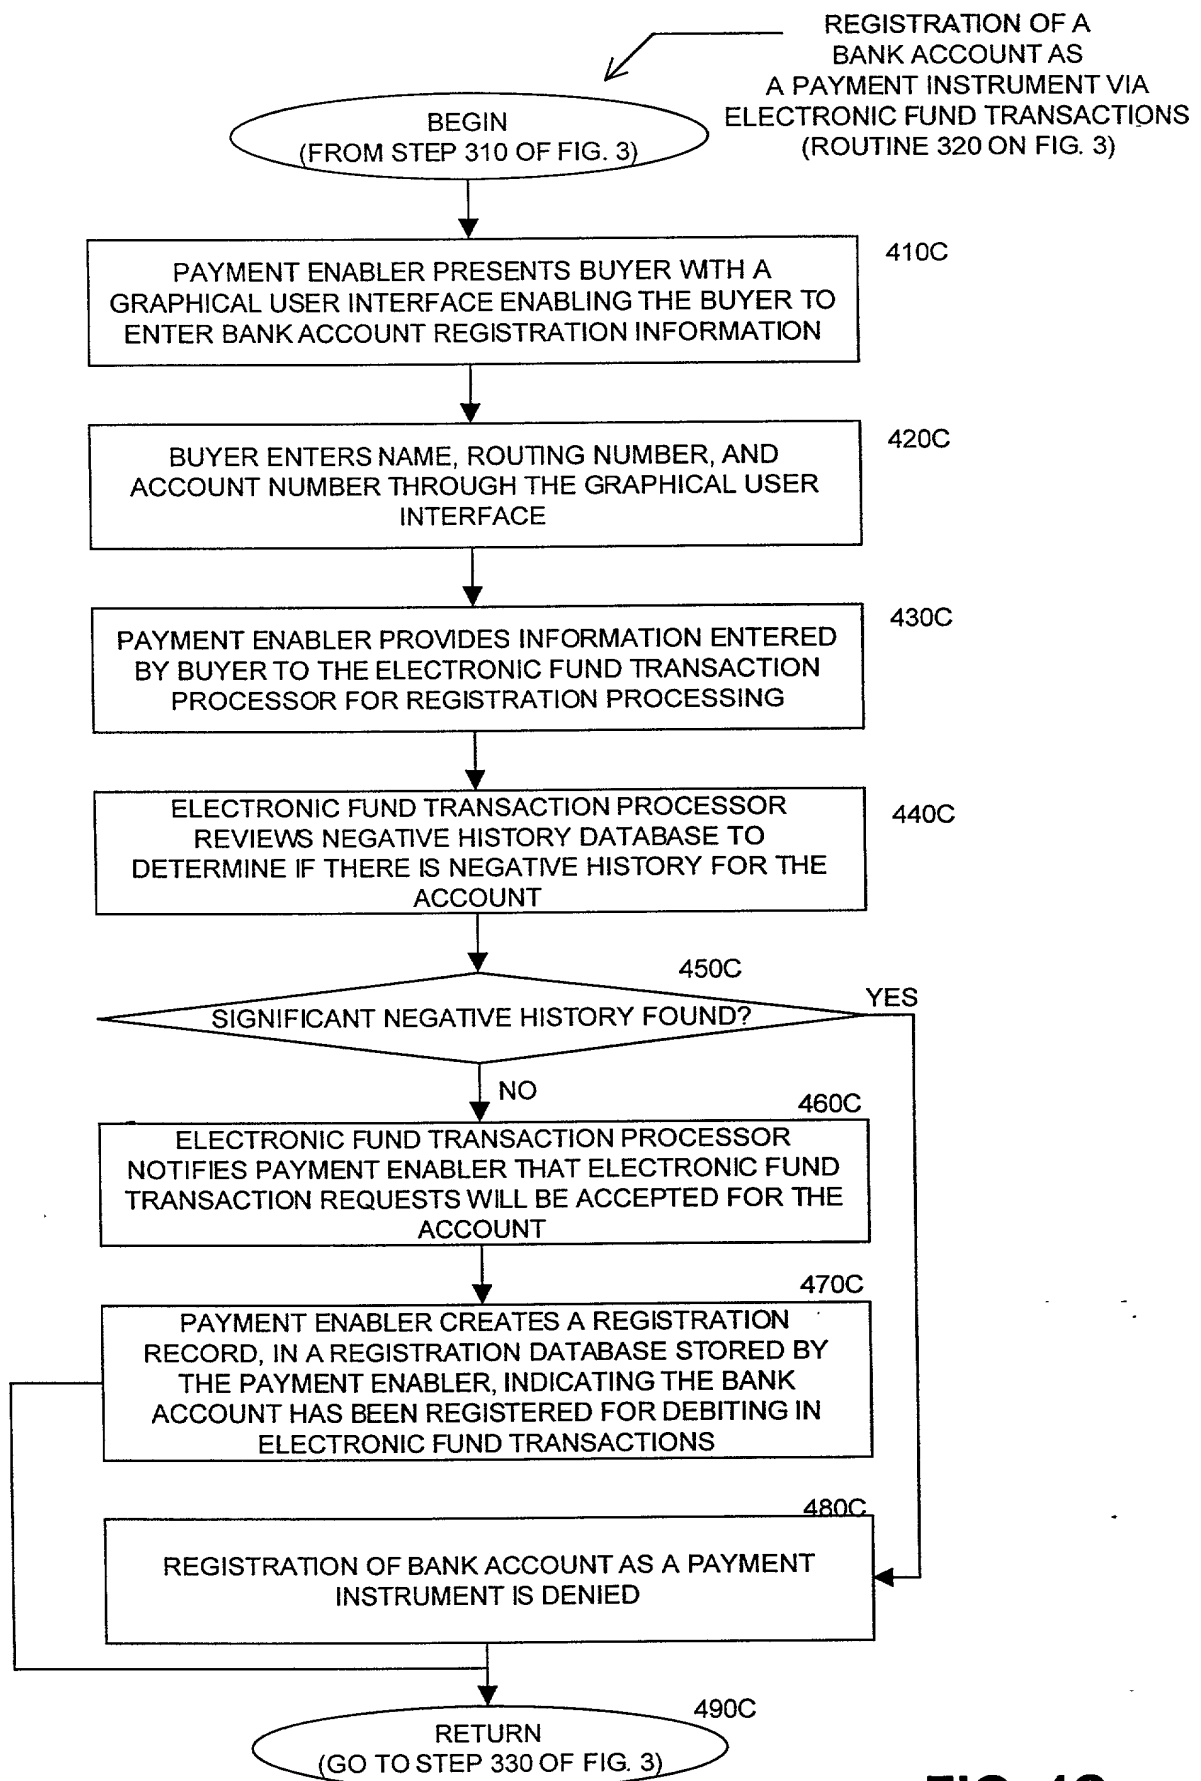 REGISTRATION OF A
BANK ACCOUNT AS
A PAYMENT INSTRUMENT VIA
ELECTRONIC FUND TRANSACTIONS
(ROUTINE 320 ON FIG. 3)
BEGIN
(FROM STEP 310 OF FIG. 3)
410C
PAYMENT ENABLER PRESENTS BUYER WITH A
GRAPHICAL USER INTERFACE ENABLING THE BUYER TO
ENTER BANK ACCOUNT REGISTRATION INFORMATION
420C
BUYER ENTERS NAME, ROUTING NUMBER, AND
ACCOUNT NUMBER THROUGH THE GRAPHICAL USER
INTERFACE
430C
PAYMENT ENABLER PROVIDES INFORMATION ENTERED
BY BUYER TO THE ELECTRONIC FUND TRANSACTION
PROCESSOR FOR REGISTRATION PROCESSING
440C
ELECTRONIC FUND TRANSACTION PROCESSOR
REVIEWS NEGATIVE HISTORY DATABASE TO
DETERMINE IF THERE IS NEGATIVE HISTORY FOR THE
ACCOUNT
450C
SIGNIFICANT NEGATIVE HISTORY FOUND?
YES
NO
460C
ELECTRONIC FUND TRANSACTION PROCESSOR
NOTIFIES PAYMENT ENABLER THAT ELECTRONIC FUND
TRANSACTION REQUESTS WILL BE ACCEPTED FOR THE
ACCOUNT
470C
PAYMENT ENABLER CREATES A REGISTRATION
RECORD, IN A REGISTRATION DATABASE STORED BY
THE PAYMENT ENABLER, INDICATING THE BANK
ACCOUNT HAS BEEN REGISTERED FOR DEBITING IN
ELECTRONIC FUND TRANSACTIONS
480C
REGISTRATION OF BANK ACCOUNT AS A PAYMENT
INSTRUMENT IS DENIED
490C
RETURN
(GO TO STEP 330 OF FIG. 3)